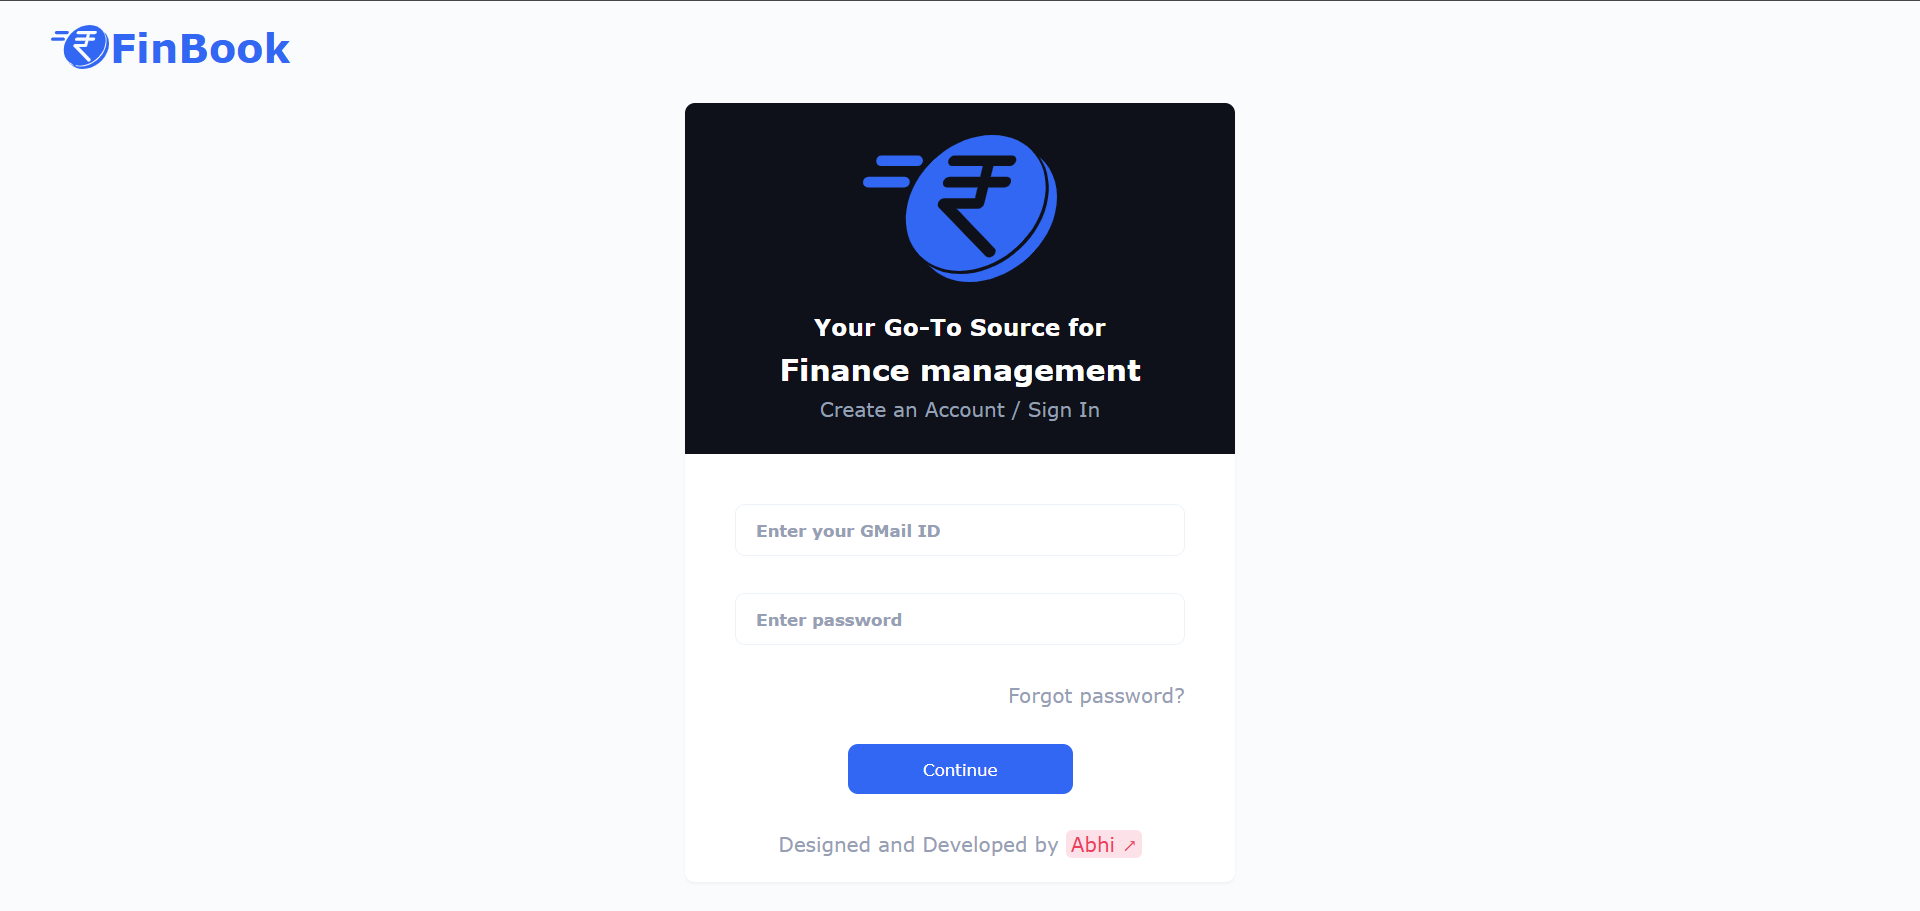 FinBook
Your Go-To Source for
Finance management
Create an Account / Sign In
Enter your GMail ID
Enter password
Forgot password?
Continue
Designed and Developed by Abhi ↗